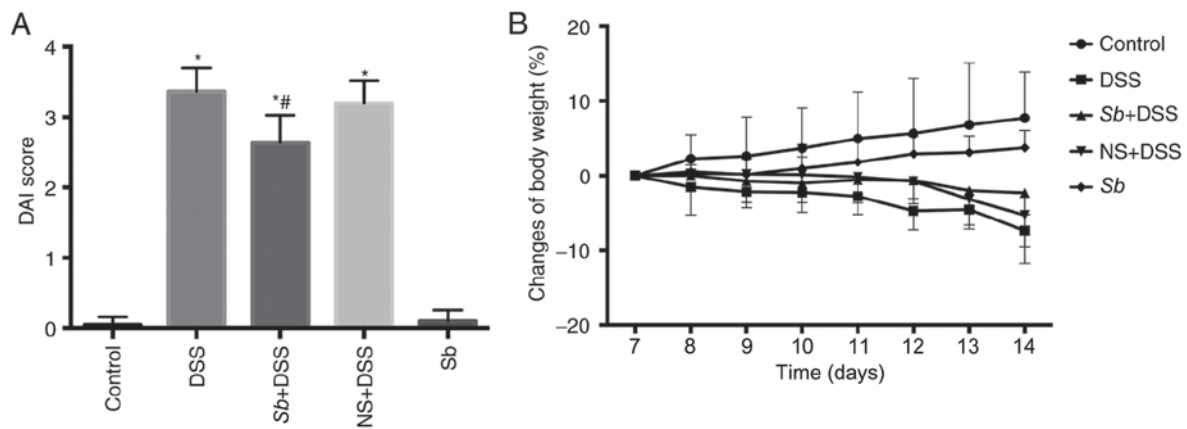 A
DAI score
4
3
2
1
0
*
*#
*
Control
DSS
Sb+DSS
NS+DSS
Sb
B
Changes of body weight (%)
20
10
0
−10
−20
7 8 9 10 11 12 13 14
Time (days)
Control
DSS
Sb+DSS
NS+DSS
Sb